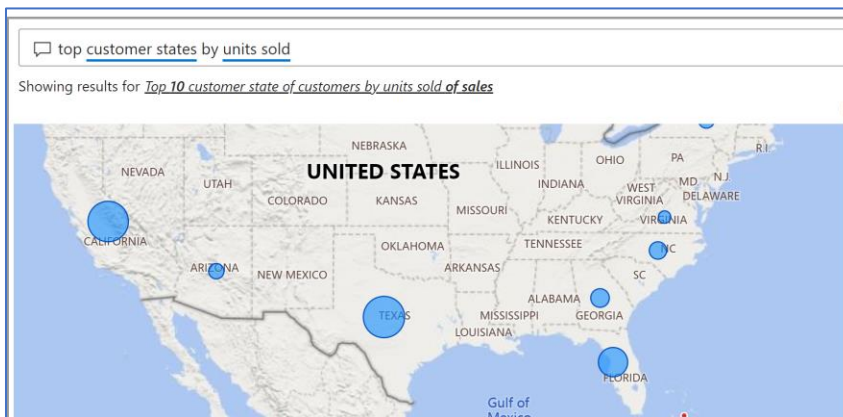 top customer states by units sold
Showing results for Top 10 customer state of customers by units sold of sales
NEBRASKA
UNITED STATES
ILLINOIS
OHIO
PA
R.I.
NEVADA
UTAH
COLORADO
KANSAS
MISSOURI
INDIANA
WEST
VIRGINIA
MD
N.J.
DELAWARE
KENTUCKY
VIRGINIA
CALIFORNIA
ARIZONA
NEW MEXICO
OKLAHOMA
ARKANSAS
TENNESSEE
NC
SC
TEXAS
LOUISIANA
MISSISSIPPI
ALABAMA
GEORGIA
FLORIDA
Gulf of
Mexico